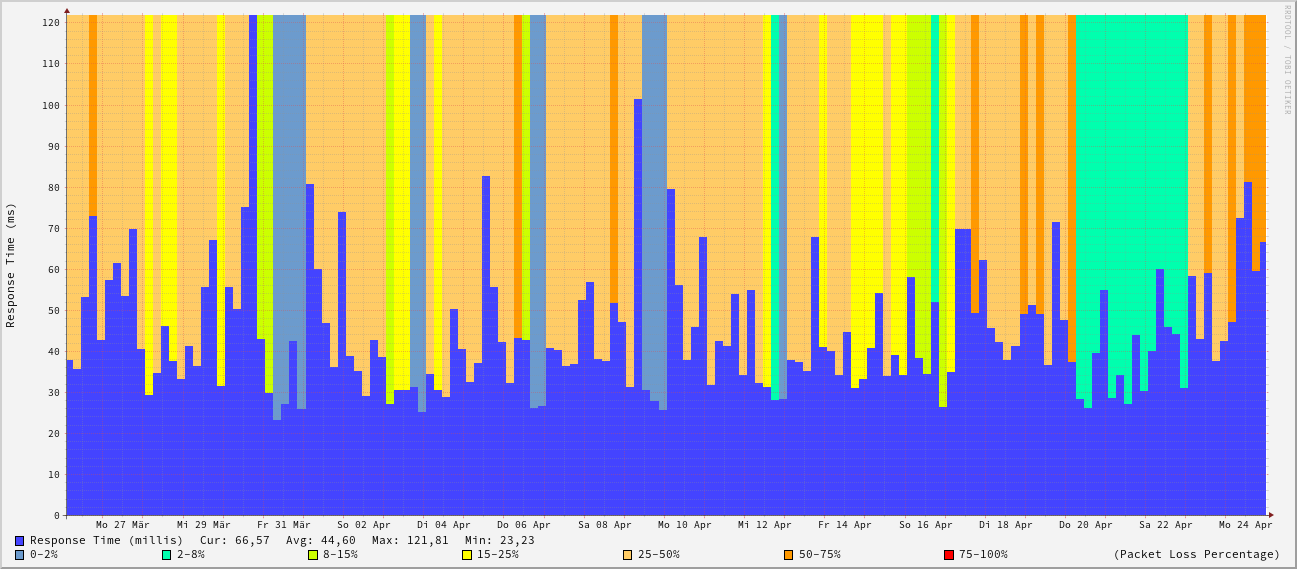 RRDTOOL / TOBI OETIKER
Response Time (ms)
120
110
100
90
80
70
60
50
40
30
20
10
0
Mo 27 Mär Mi 29 Mär Fr 31 Mär So 02 Apr Di 04 Apr Do 06 Apr Sa 08 Apr Mo 10 Apr Mi 12 Apr Fr 14 Apr So 16 Apr Di 18 Apr Do 20 Apr Sa 22 Apr Mo 24 Apr
Response Time (millis) Cur: 66,57 Avg: 44,60 Max: 121,81 Min: 23,23
0-2% 2-8% 8-15% 15-25% 25-50% 50-75% 75-100% (Packet Loss Percentage)